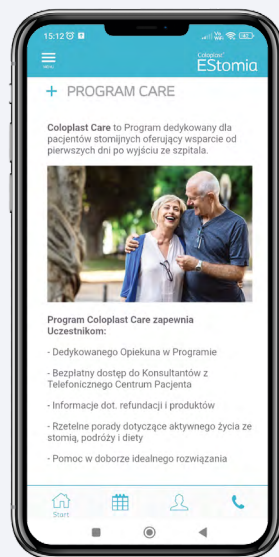 15:12
MENU
Coloplast®
EStomia
+ PROGRAM CARE
Coloplast Care to Program dedykowany dla
pacjentów stomijnych oferujący wsparcie od
pierwszych dni po wyjściu ze szpitala.
Program Coloplast Care zapewnia
Uczestnikom:
- Dedykowanego Opiekuna w Programie
- Bezpłatny dostęp do Konsultantów z
Telefonicznego Centrum Pacjenta
- Informacje dot. refundacji i produktów
- Rzetelne porady dotyczące aktywnego życia ze
stomią, podróży i diety
- Pomoc w doborze idealnego rozwiązania
Start